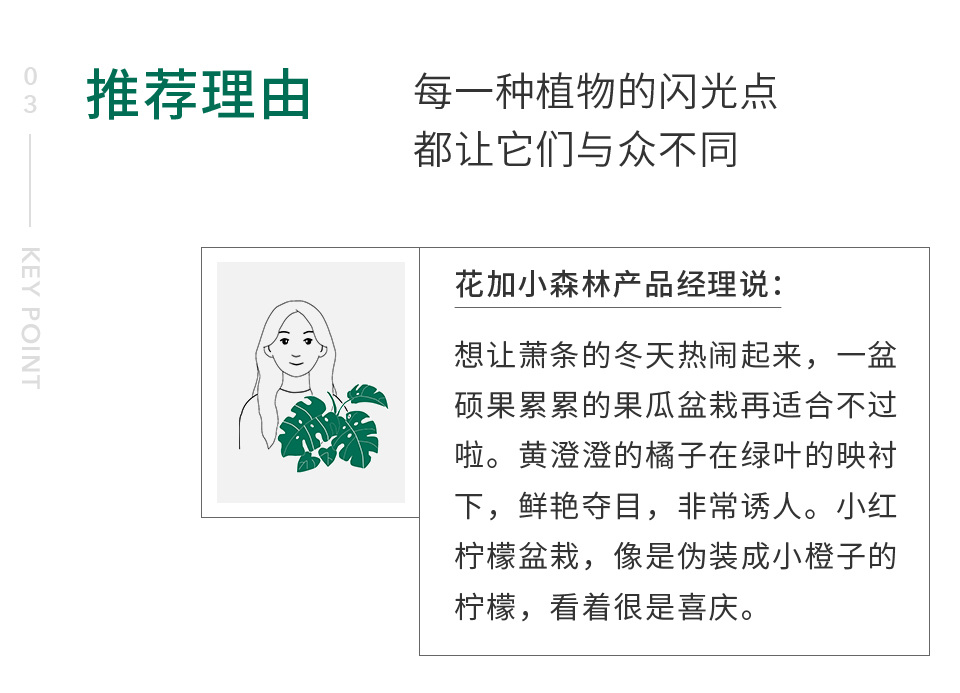 03
KEY POINT
推荐理由
每一种植物的闪光点
都让它们与众不同
花加小森林产品经理说：
想让萧条的冬天热闹起来，一盆
硕果累累的果瓜盆栽再适合不过
啦。黄澄澄的橘子在绿叶的映衬
下，鲜艳夺目，非常诱人。小红
柠檬盆栽，像是伪装成小橙子的
柠檬，看着很是喜庆。